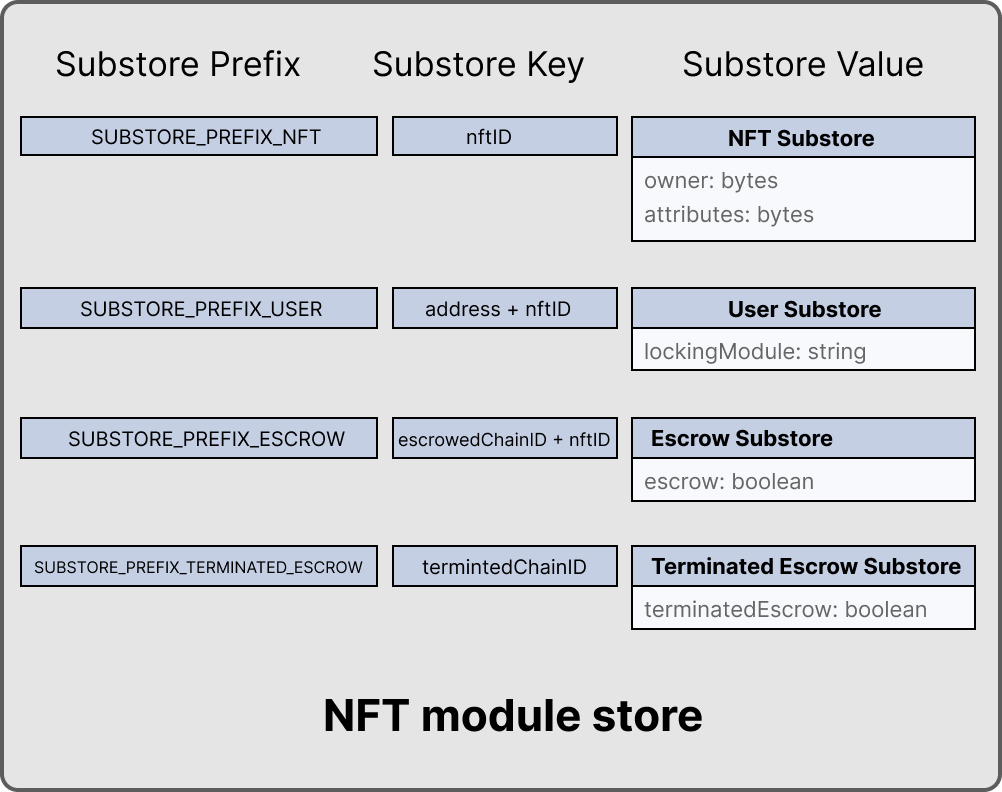 Substore Prefix Substore Key Substore Value
SUBSTORE_PREFIX_NFT nftID NFT Substore
owner: bytes
attributes: bytes
SUBSTORE_PREFIX_USER address + nftID User Substore
lockingModule: string
SUBSTORE_PREFIX_ESCROW escrowedChainID + nftID Escrow Substore
escrow: boolean
SUBSTORE_PREFIX_TERMINATED_ESCROW termintedChainID Terminated Escrow Substore
terminatedEscrow: boolean
NFT module store